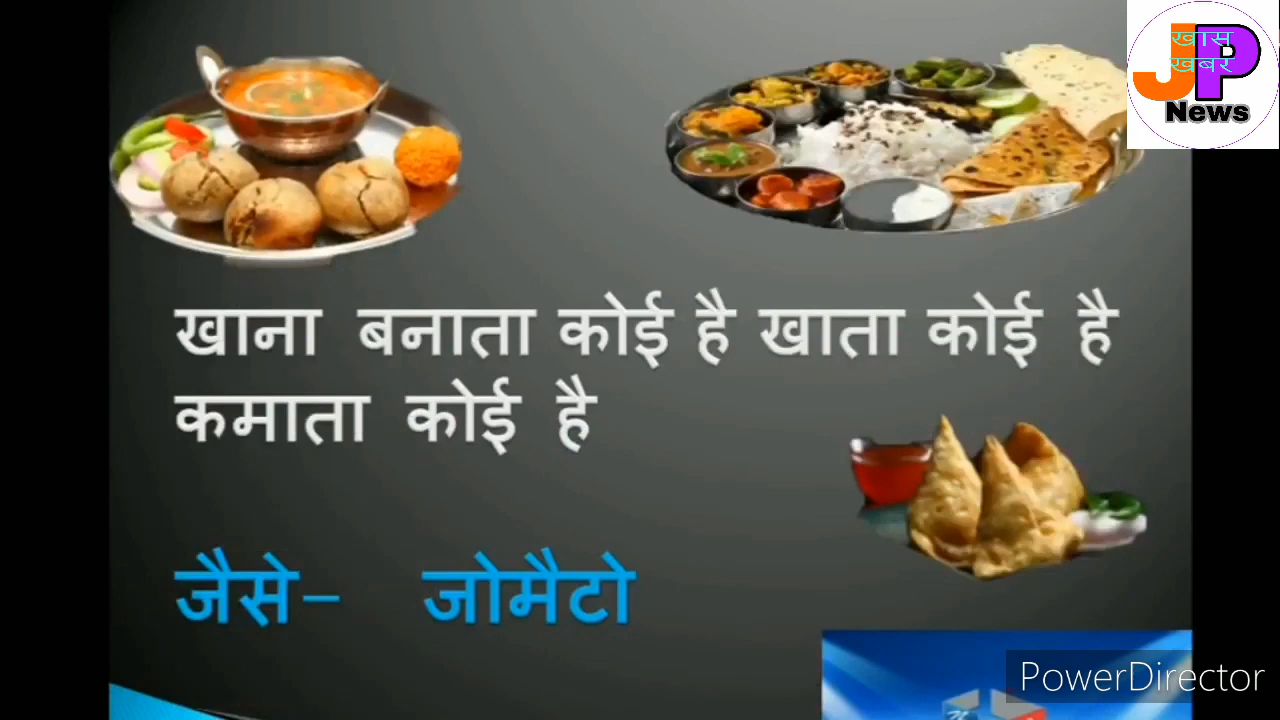 खास
खबर
JP
News
खाना बनाता कोई है खाता कोई है
कमाता कोई है
जैसे- जोमैटो
PowerDirector